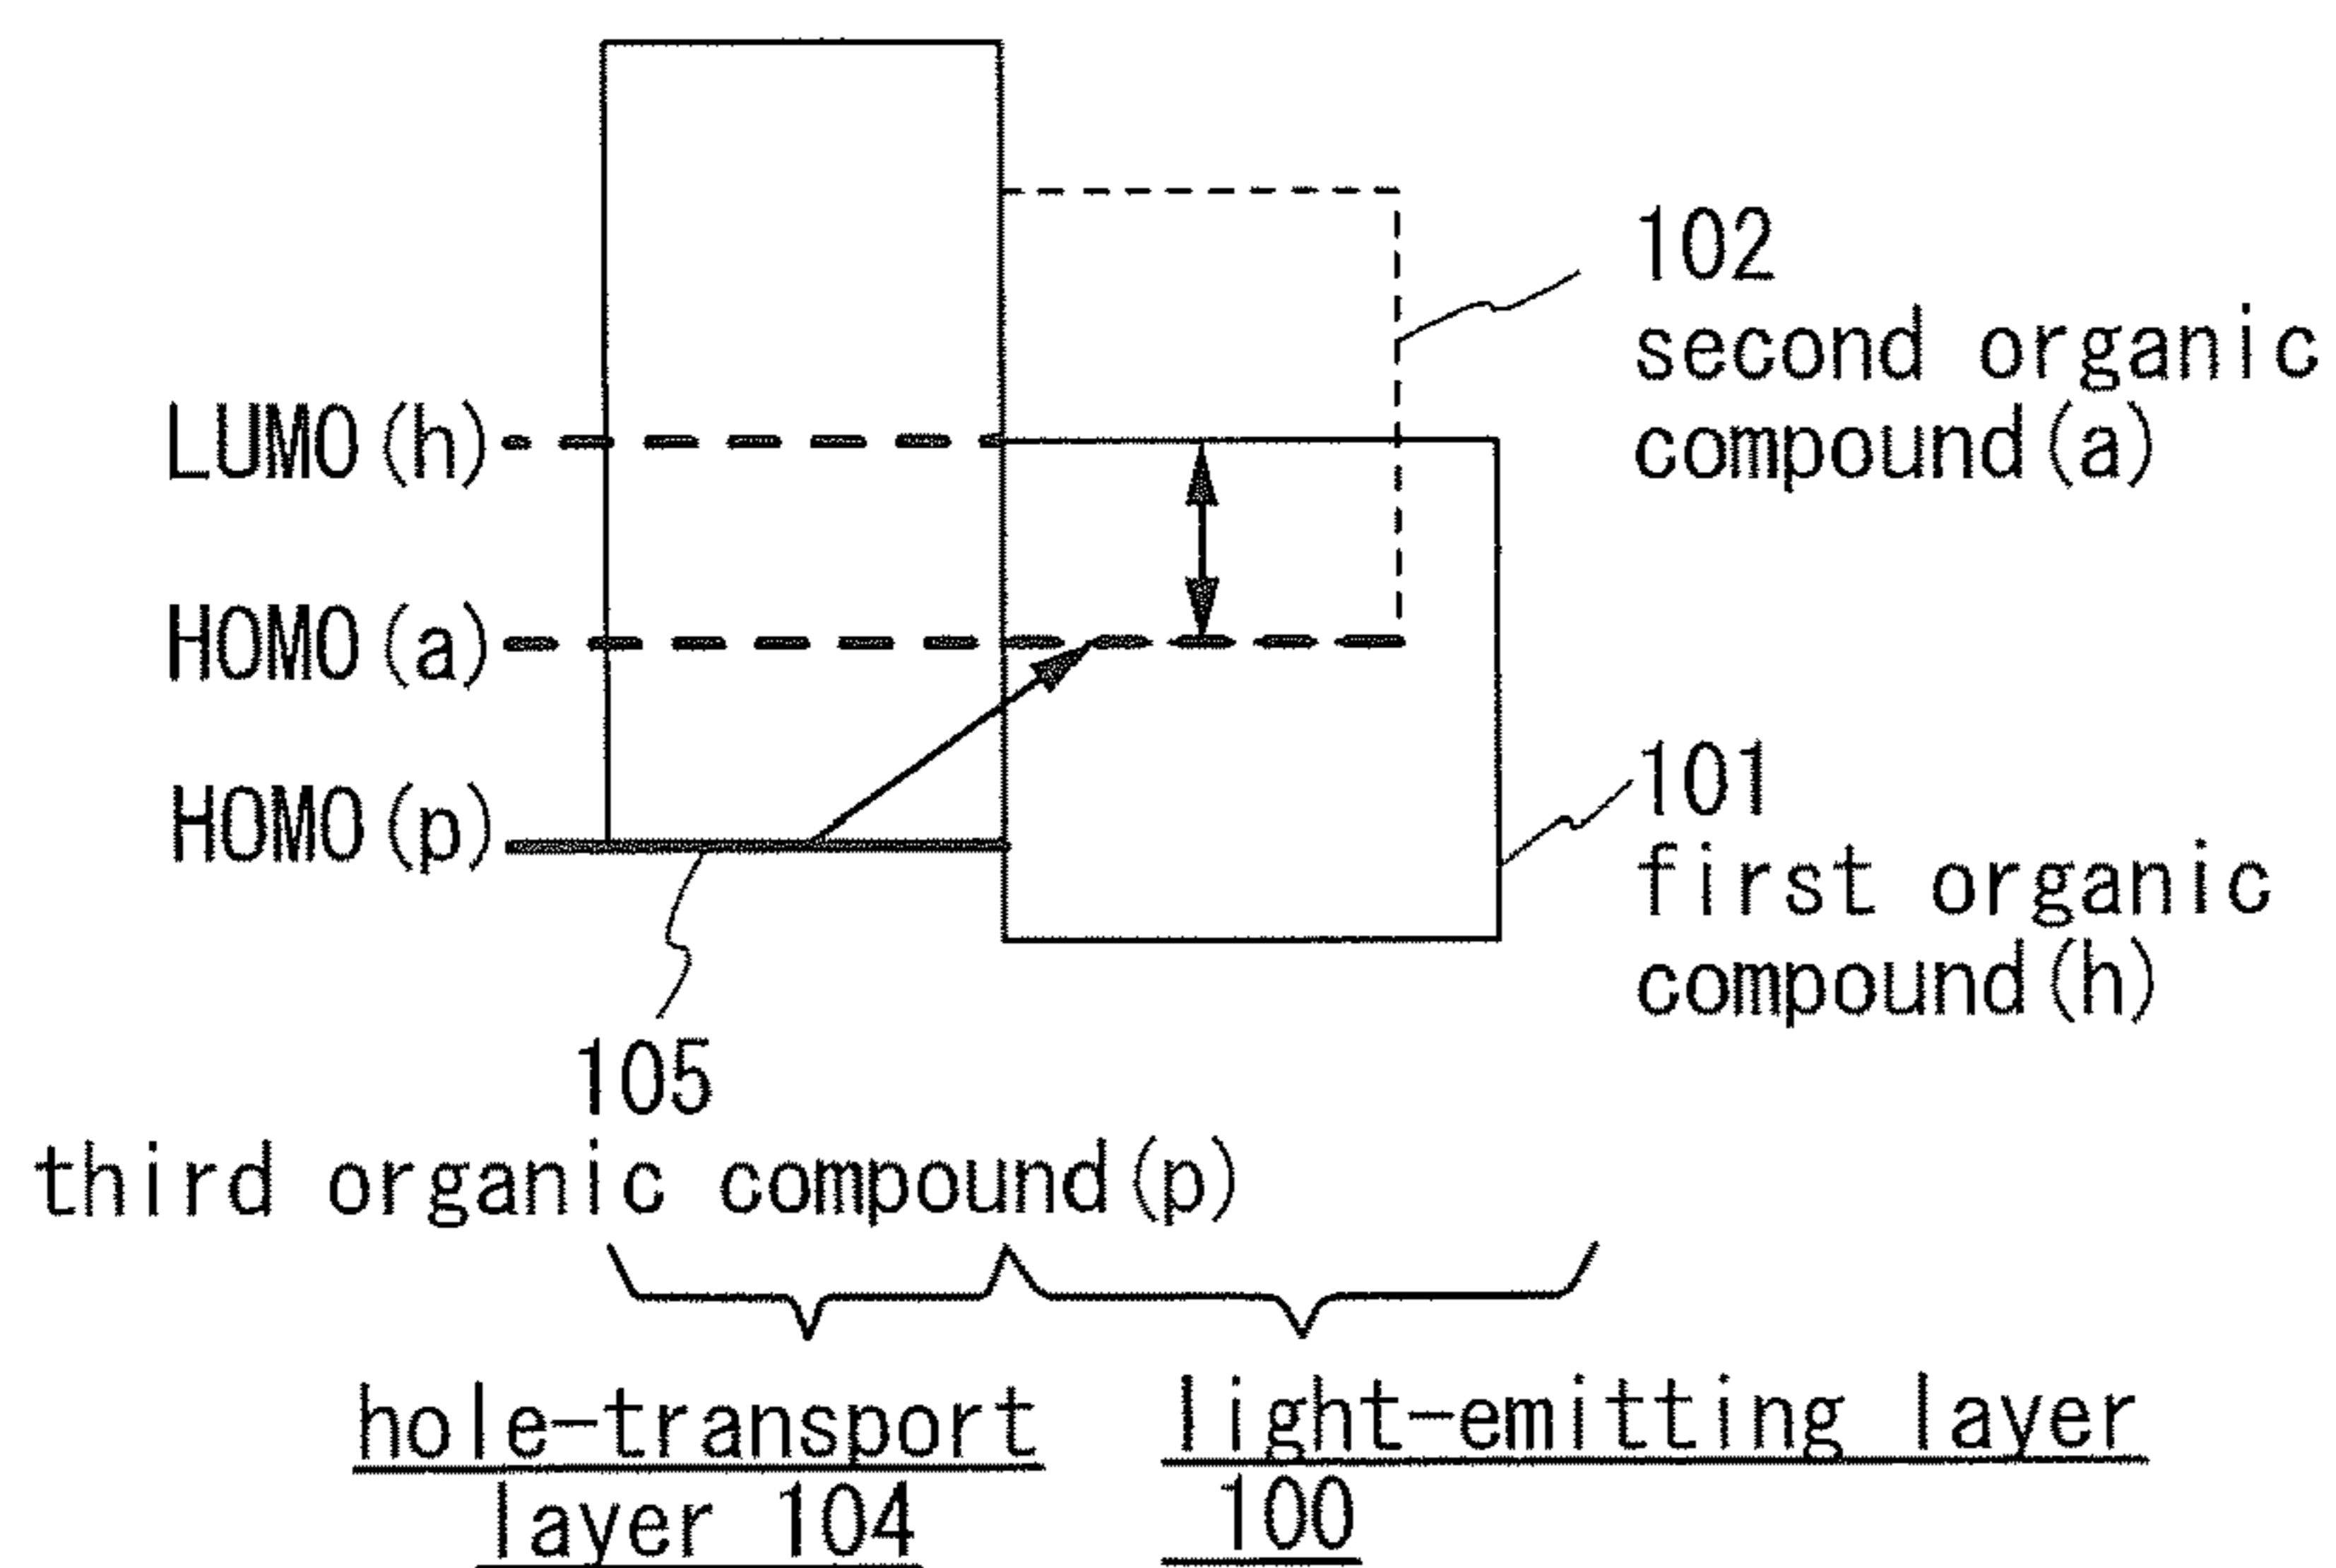 102
second organic
compound(a)
LUMO(h)
HOMO(a)
HOMO(p)
101
first organic
compound(h)
105
third organic compound(p)
hole-transport
layer 104
light-emitting layer
100